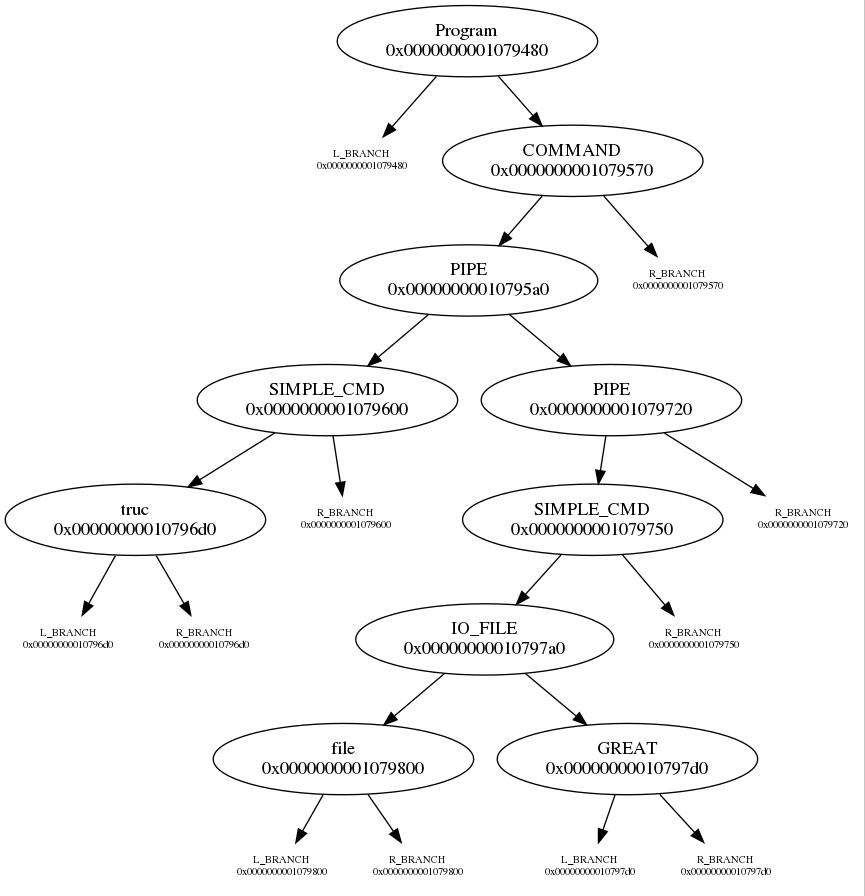 Program
0x0000000001079480
L_BRANCH
0x0000000001079480
COMMAND
0x0000000001079570
PIPE
0x00000000010795a0
R_BRANCH
0x0000000001079570
SIMPLE_CMD
0x0000000001079600
PIPE
0x0000000001079720
truc
0x00000000010796d0
R_BRANCH
0x0000000001079600
SIMPLE_CMD
0x0000000001079750
R_BRANCH
0x0000000001079720
L_BRANCH
0x00000000010796d0
R_BRANCH
0x00000000010796d0
IO_FILE
0x00000000010797a0
R_BRANCH
0x0000000001079750
file
0x0000000001079800
GREAT
0x00000000010797d0
L_BRANCH
0x0000000001079800
R_BRANCH
0x0000000001079800
L_BRANCH
0x00000000010797d0
R_BRANCH
0x00000000010797d0